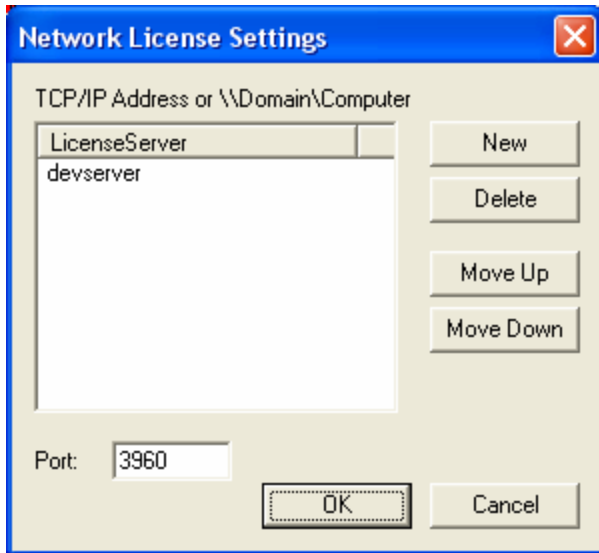 Network License Settings
TCP/IP Address or \\Domain\Computer
LicenseServer
devserver
New
Delete
Move Up
Move Down
Port: 3960
OK
Cancel